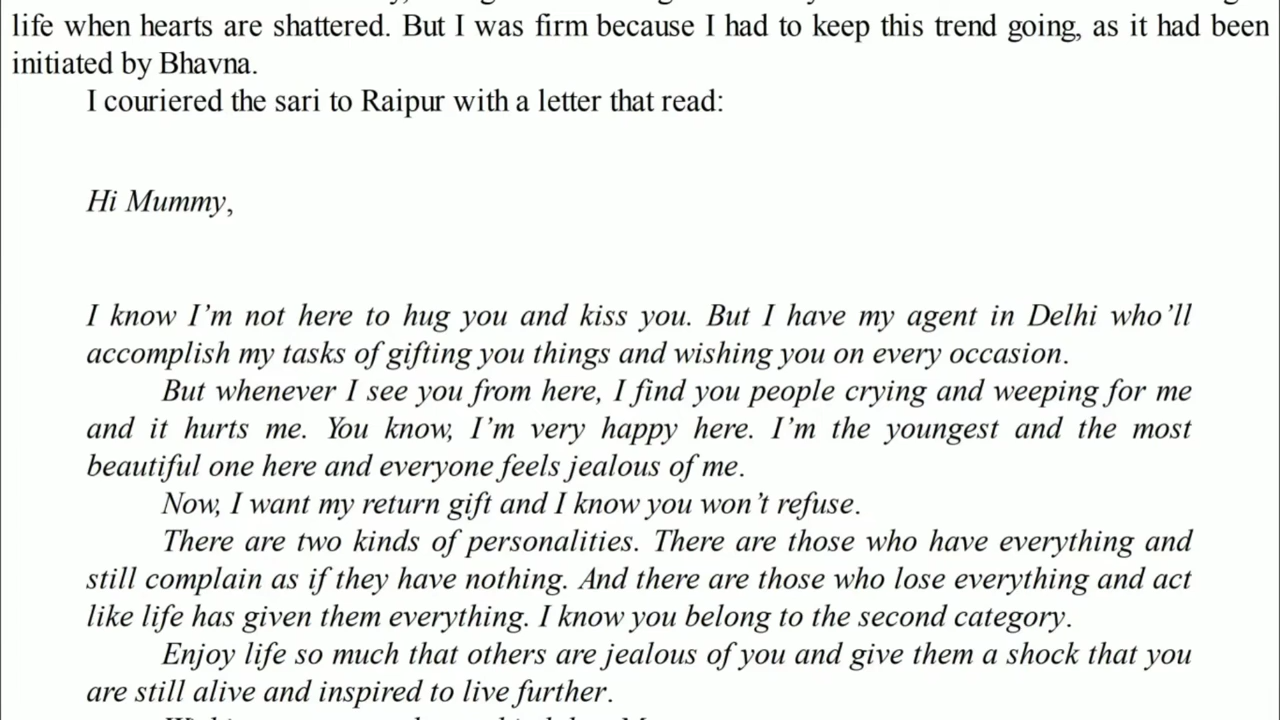 life when hearts are shattered. But I was firm because I had to keep this trend going, as it had been
initiated by Bhavna.
I couriered the sari to Raipur with a letter that read:
Hi Mummy,
I know I’m not here to hug you and kiss you. But I have my agent in Delhi who’ll
accomplish my tasks of gifting you things and wishing you on every occasion.
But whenever I see you from here, I find you people crying and weeping for me
and it hurts me. You know, I’m very happy here. I’m the youngest and the most
beautiful one here and everyone feels jealous of me.
Now, I want my return gift and I know you won’t refuse.
There are two kinds of personalities. There are those who have everything and
still complain as if they have nothing. And there are those who lose everything and act
like life has given them everything. I know you belong to the second category.
Enjoy life so much that others are jealous of you and give them a shock that you
are still alive and inspired to live further.